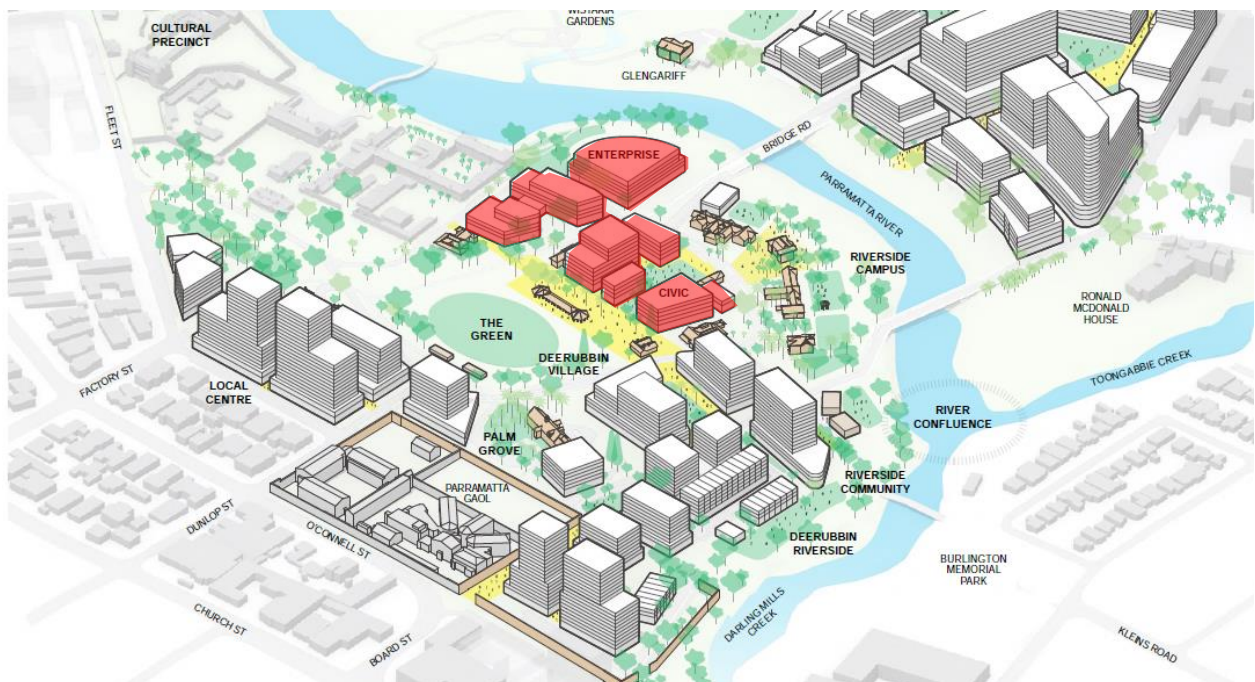 WISTARIA
GARDENS
CULTURAL
PRECINCT
GLENGARIFF
FLEET ST
BRIDGE RD
ENTERPRISE
PARRAMATTA RIVER
RIVERSIDE
CAMPUS
CIVIC
RONALD
MCDONALD
HOUSE
THE
GREEN
DEERUBBIN
VILLAGE
TOONGABBIE CREEK
FACTORY ST
LOCAL
CENTRE
RIVER
CONFLUENCE
PALM
GROVE
PARRAMATTA
GAOL
RIVERSIDE
COMMUNITY
DUNLOP ST
O'CONNELL ST
DEERUBBIN
RIVERSIDE
BURLINGTON
MEMORIAL
PARK
DARLING MILLS
CREEK
CHURCH ST
BOARD ST
KLEINS ROAD